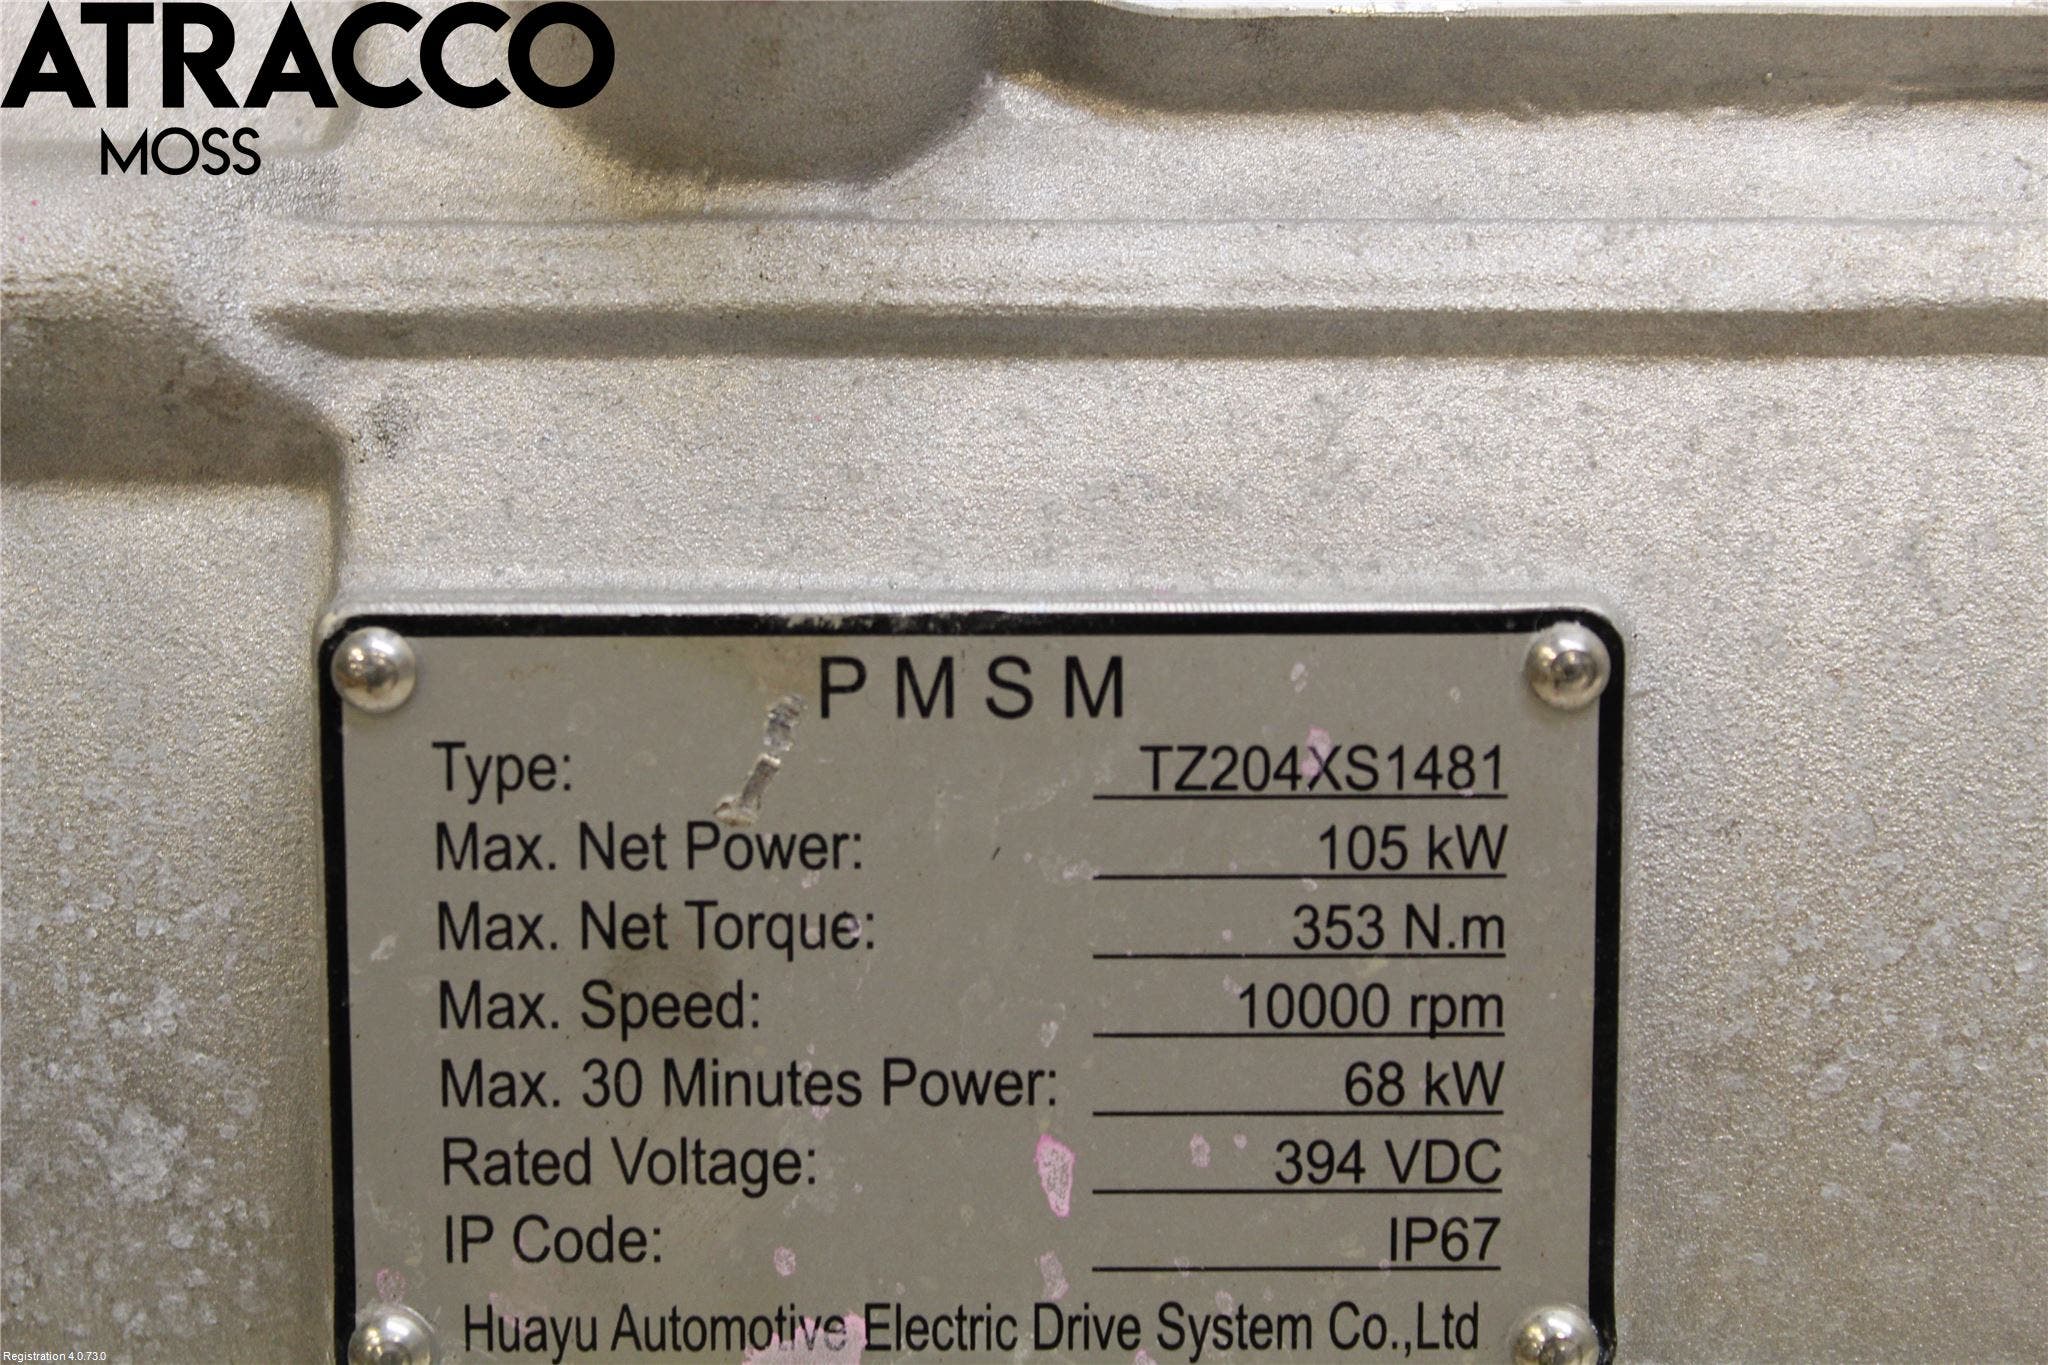 ATRACCO
MOSS
PMSM
Type: TZ204XS1481
Max. Net Power: 105 kW
Max. Net Torque: 353 N.m
Max. Speed: 10000 rpm
Max. 30 Minutes Power: 68 kW
Rated Voltage: 394 VDC
IP Code: IP67
Huayu Automotive Electric Drive System Co.,Ltd
Registration 4.0.73.0